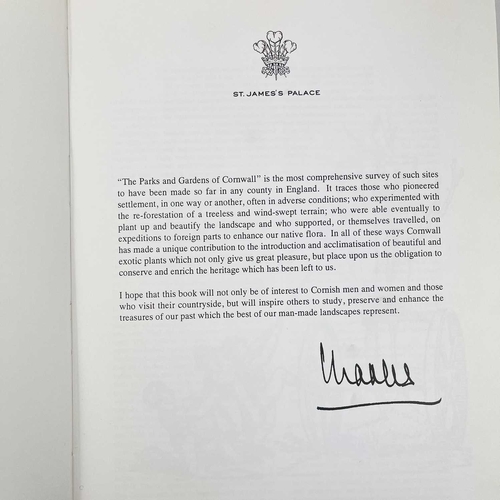 ST. JAMES'S PALACE
"The Parks and Gardens of Cornwall" is the most comprehensive survey of such sites
to have been made so far in any county in England. It traces those who pioneered
settlement, in one way or another, often in adverse conditions; who experimented with
the re-forestation of a treeless and wind-swept terrain; who were able eventually to
plant up and beautify the landscape and who supported, or themselves travelled, on
expeditions to foreign parts to enhance our native flora. In all of these ways Cornwall
has made a unique contribution to the introduction and acclimatisation of beautiful and
exotic plants which not only give us great pleasure, but place upon us the obligation to
conserve and enrich the heritage which has been left to us.
I hope that this book will not only be of interest to Cornish men and women and those
who visit their countryside, but will inspire others to study, preserve and enhance the
treasures of our past which the best of our man-made landscapes represent.
Charles